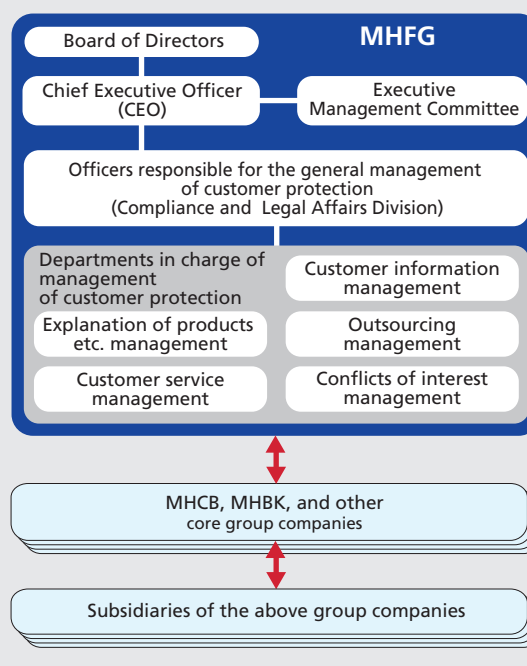 MHFG
Board of Directors
Chief Executive Officer
(CEO)
Executive
Management Committee
Officers responsible for the general management
of customer protection
(Compliance and Legal Affairs Division)
Departments in charge of
management
of customer protection
Customer information
management
Explanation of products
etc. management
Outsourcing
management
Customer service
management
Conflicts of interest
management
MHCB, MHBK, and other
core group companies
Subsidiaries of the above group companies